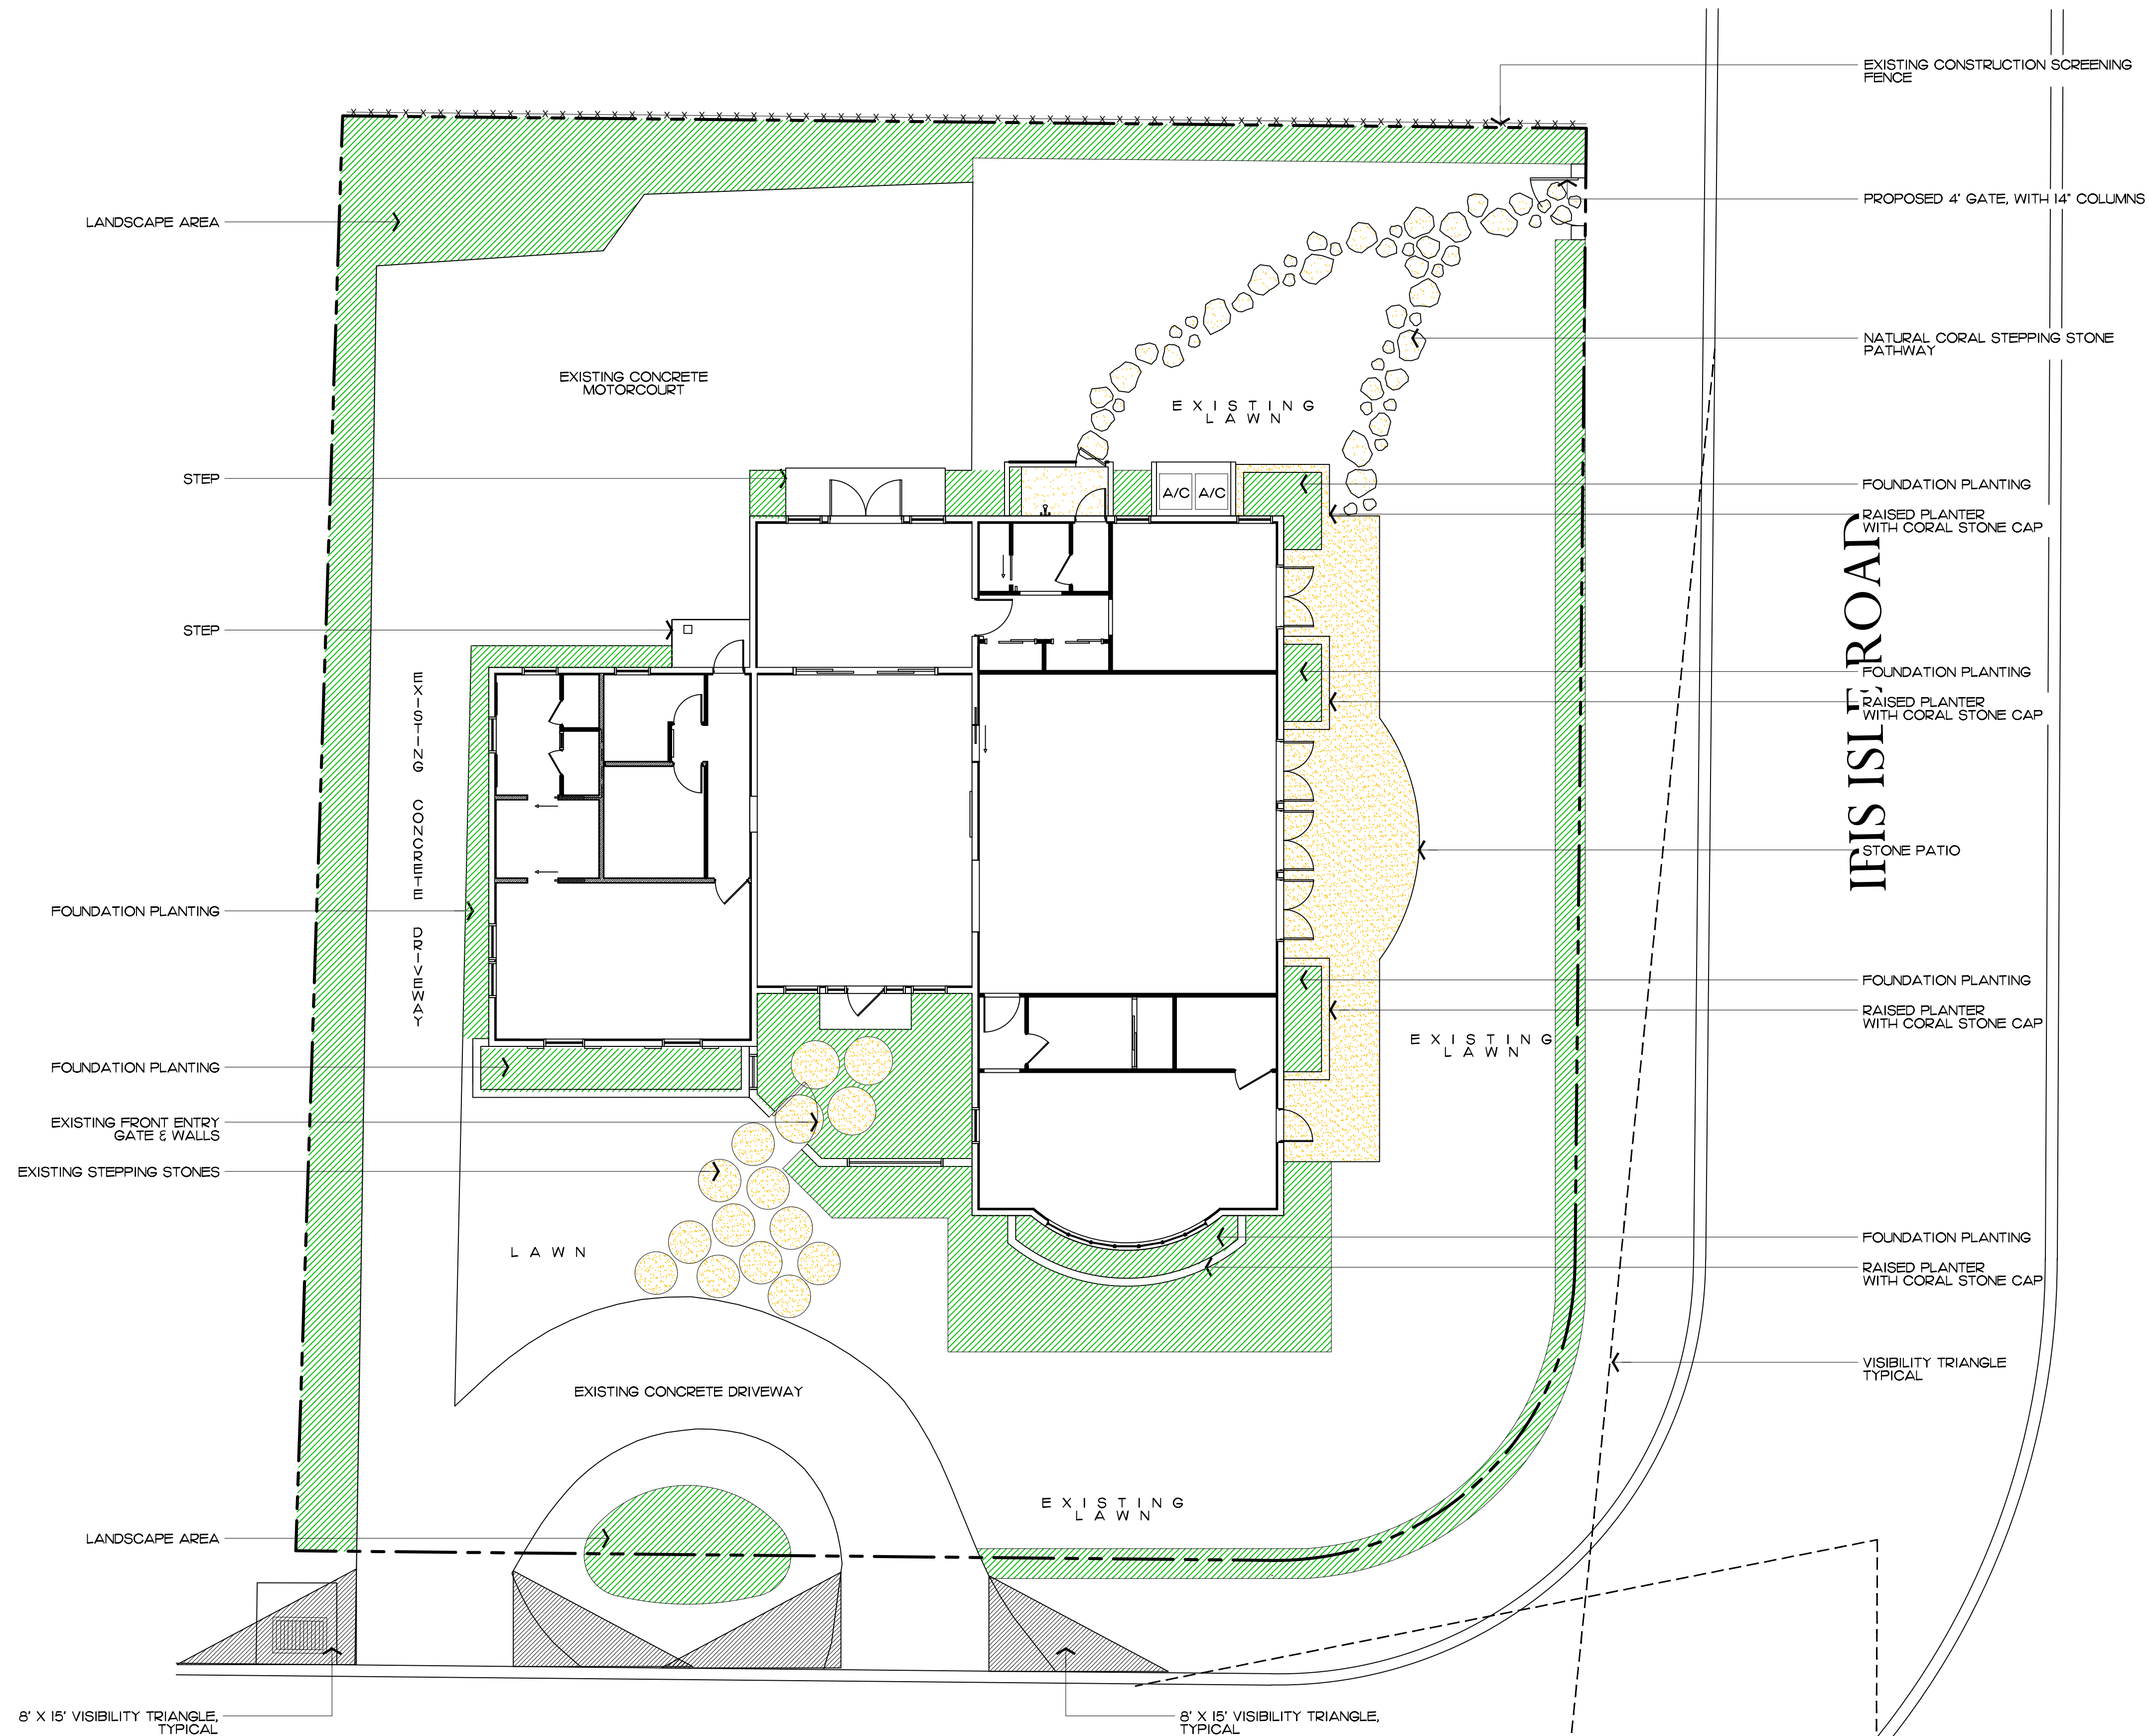 EXISTING CONSTRUCTION SCREENING
FENCE
PROPOSED 4' GATE, WITH 14" COLUMNS
LANDSCAPE AREA
NATURAL CORAL STEPPING STONE
PATHWAY
EXISTING CONCRETE
MOTORCOURT
EXISTING
LAWN
STEP
A/C
A/C
FOUNDATION PLANTING
RAISED PLANTER
WITH CORAL STONE CAP
STEP
FOUNDATION PLANTING
RAISED PLANTER
WITH CORAL STONE CAP
EXISTING CONCRETE DRIVEWAY
ROAD
STONE PATIO
FOUNDATION PLANTING
FOUNDATION PLANTING
RAISED PLANTER
WITH CORAL STONE CAP
EXISTING
LAWN
FOUNDATION PLANTING
EXISTING FRONT ENTRY
GATE & WALLS
EXISTING STEPPING STONES
LAWN
FOUNDATION PLANTING
RAISED PLANTER
WITH CORAL STONE CAP
VISIBILITY TRIANGLE
TYPICAL
EXISTING CONCRETE DRIVEWAY
EXISTING
LAWN
LANDSCAPE AREA
8' X 15' VISIBILITY TRIANGLE,
TYPICAL
8' X 15' VISIBILITY TRIANGLE,
TYPICAL